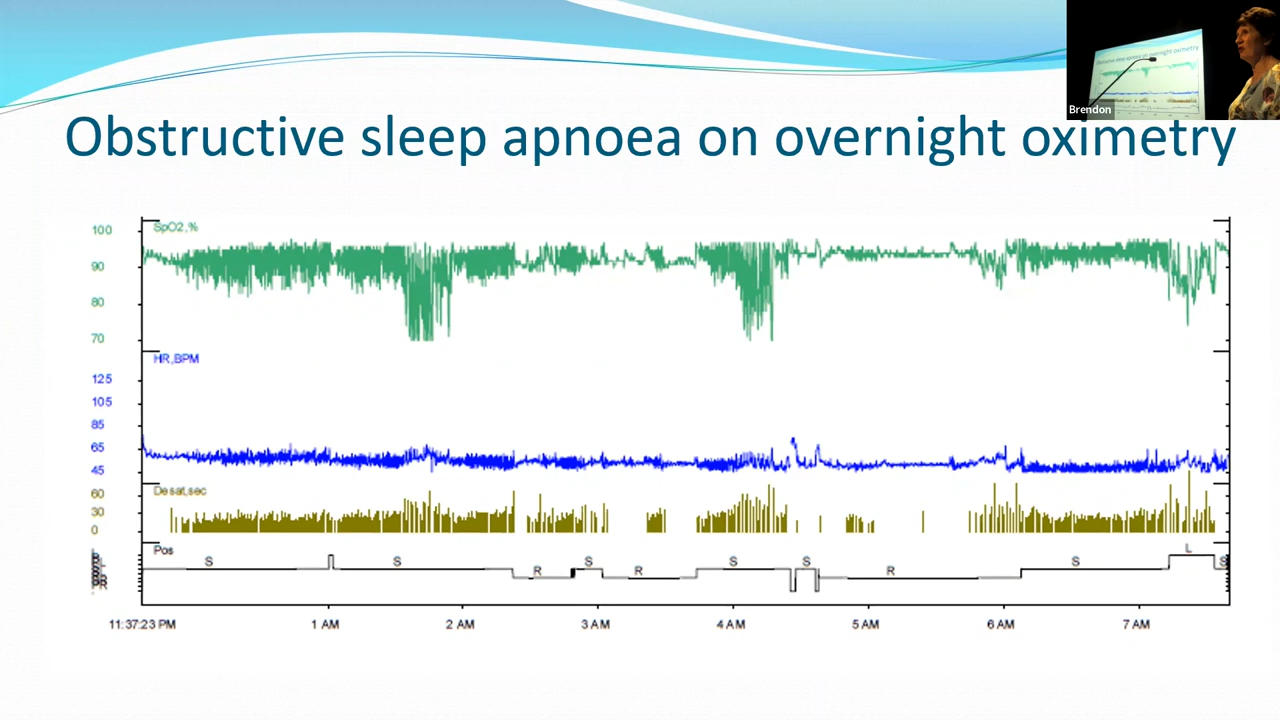 Brendon
Obstructive sleep apnoea on overnight oximetry
SpO2,%
100
90
80
70
HR,BPM
125
105
85
65
45
Desat,sec
60
30
0
Pos
L
S S R S R S S R S L S
11:37:23 PM 1 AM 2 AM 3 AM 4 AM 5 AM 6 AM 7 AM